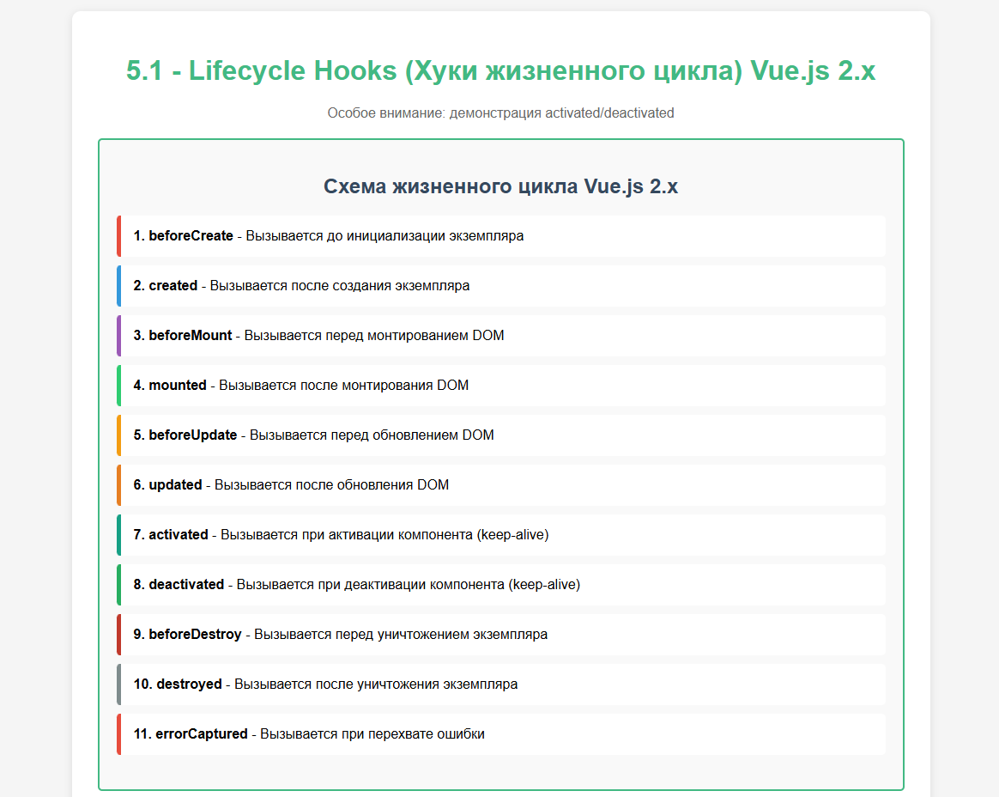 5.1 - Lifecycle Hooks (Хуки жизненного цикла) Vue.js 2.x
Особое внимание: демонстрация activated/deactivated
Схема жизненного цикла Vue.js 2.x
1. beforeCreate - Вызывается до инициализации экземпляра
2. created - Вызывается после создания экземпляра
3. beforeMount - Вызывается перед монтированием DOM
4. mounted - Вызывается после монтирования DOM
5. beforeUpdate - Вызывается перед обновлением DOM
6. updated - Вызывается после обновления DOM
7. activated - Вызывается при активации компонента (keep-alive)
8. deactivated - Вызывается при деактивации компонента (keep-alive)
9. beforeDestroy - Вызывается перед уничтожением экземпляра
10. destroyed - Вызывается после уничтожения экземпляра
11. errorCaptured - Вызывается при перехвате ошибки